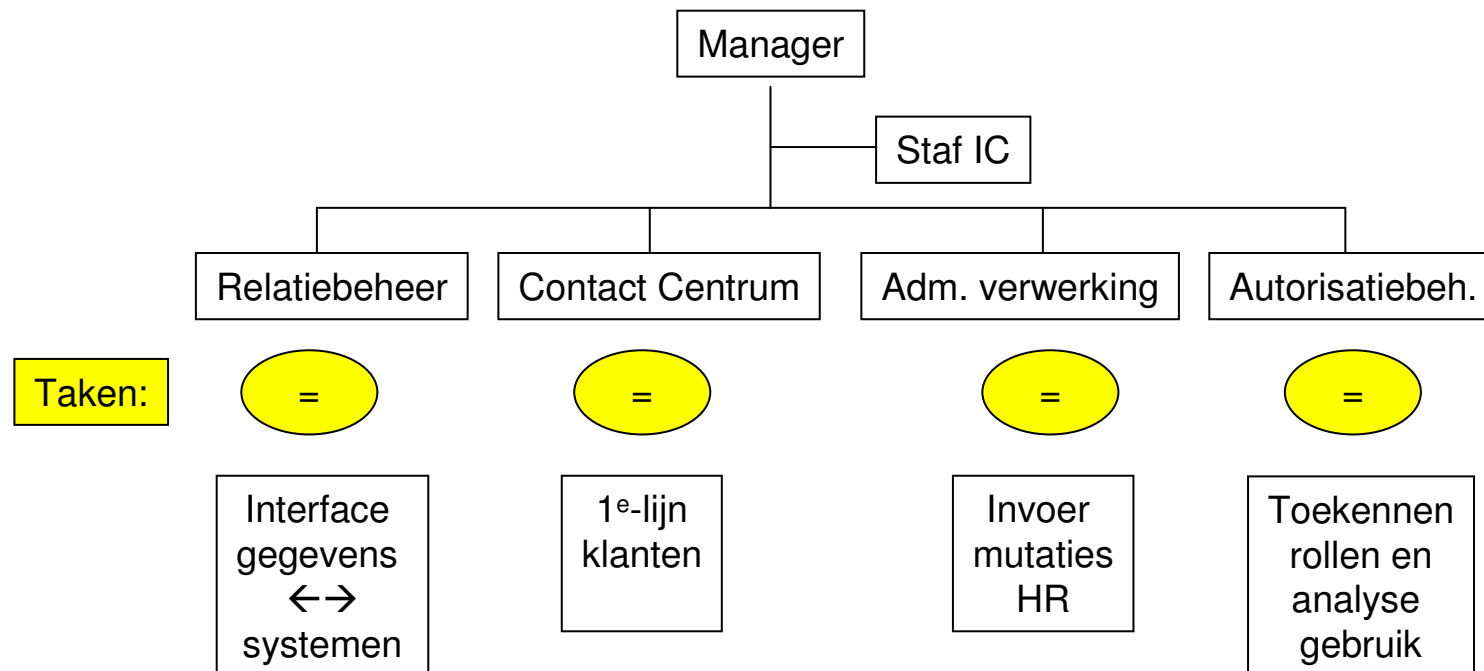 Manager
Staf IC
Relatiebeheer
Contact Centrum
Adm. verwerking
Autorisatiebeh.
Taken:
=
=
=
=
Interface
gegevens
←→
systemen
1e-lijn
klanten
Invoer
mutaties
HR
Toekennen
rollen en
analyse
gebruik